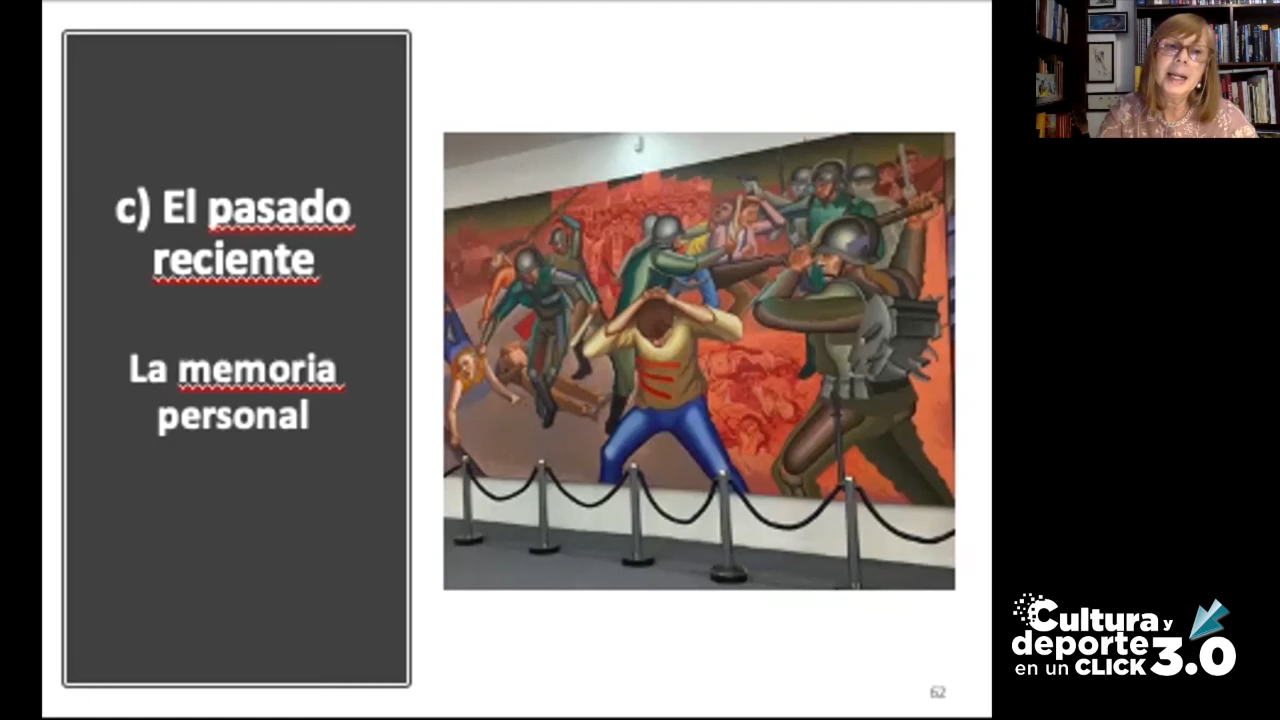 c) El pasado
reciente
La memoria
personal
62
Cultura y
deporte
en un CLICK 3.0